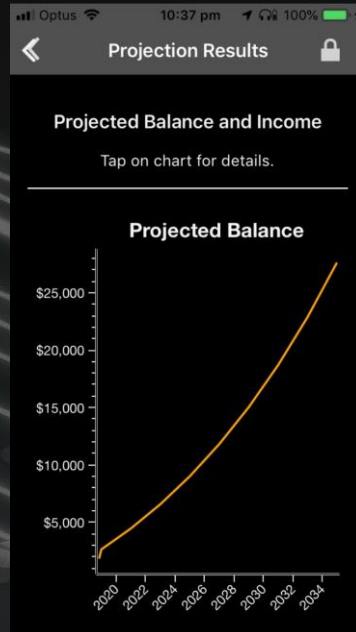 Optus 10:37 pm 100%
Projection Results
Projected Balance and Income
Tap on chart for details.
Projected Balance
$25,000
$20,000
$15,000
$10,000
$5,000
2020 2022 2024 2026 2028 2030 2032 2034